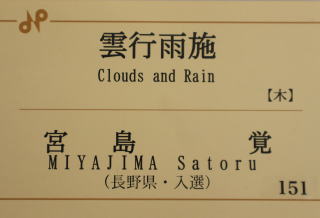 雲行雨施
Clouds and Rain
【木】
宮島 覚
MIYAJIMA Satoru
(長野県・入選)
151